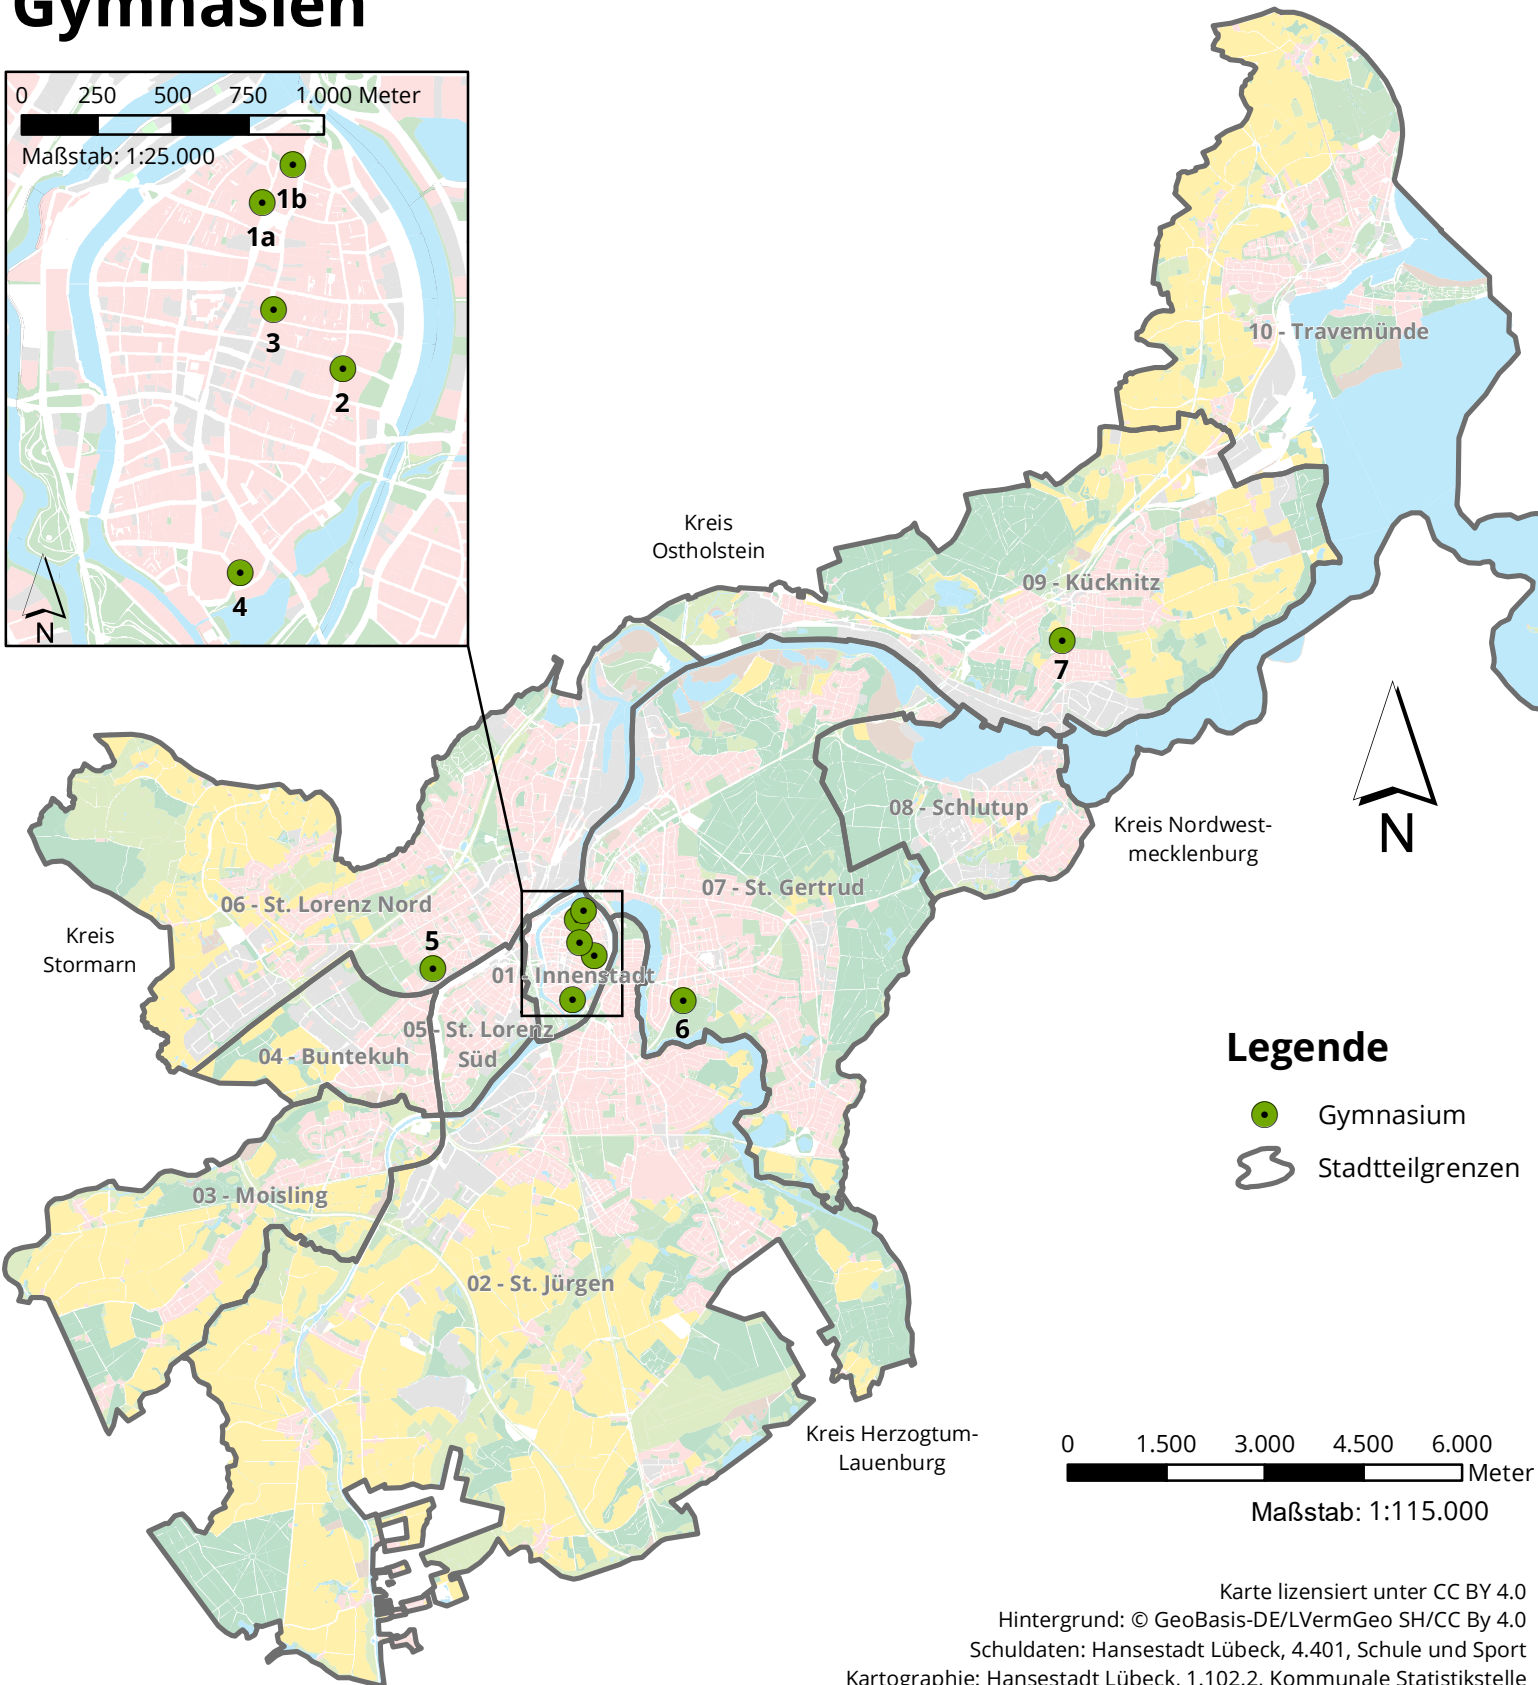 Gymnasien
0 250 500 750 1.000 Meter
Maßstab: 1:25.000
1b
1a
3
2
4
N
10 - Travemünde
Kreis
Ostholstein
09 - Kücknitz
7
N
08 - Schlutup
Kreis Nordwest-
mecklenburg
07 - St. Gertrud
06 - St. Lorenz Nord
Kreis
Stormarn
5
01 - Innenstadt
6
05 - St. Lorenz
Süd
04 - Buntekuh
Legende
Gymnasium
Stadtteilgrenzen
03 - Moisling
02 - St. Jürgen
Kreis Herzogtum-
Lauenburg
0 1.500 3.000 4.500 6.000
Meter
Maßstab: 1:115.000
Karte lizensiert unter CC BY 4.0
Hintergrund: © GeoBasis-DE/LVermGeo SH/CC By 4.0
Schuldaten: Hansestadt Lübeck, 4.401, Schule und Sport
Kartographie: Hansestadt Lübeck, 1.102.2, Kommunale Statistikstelle